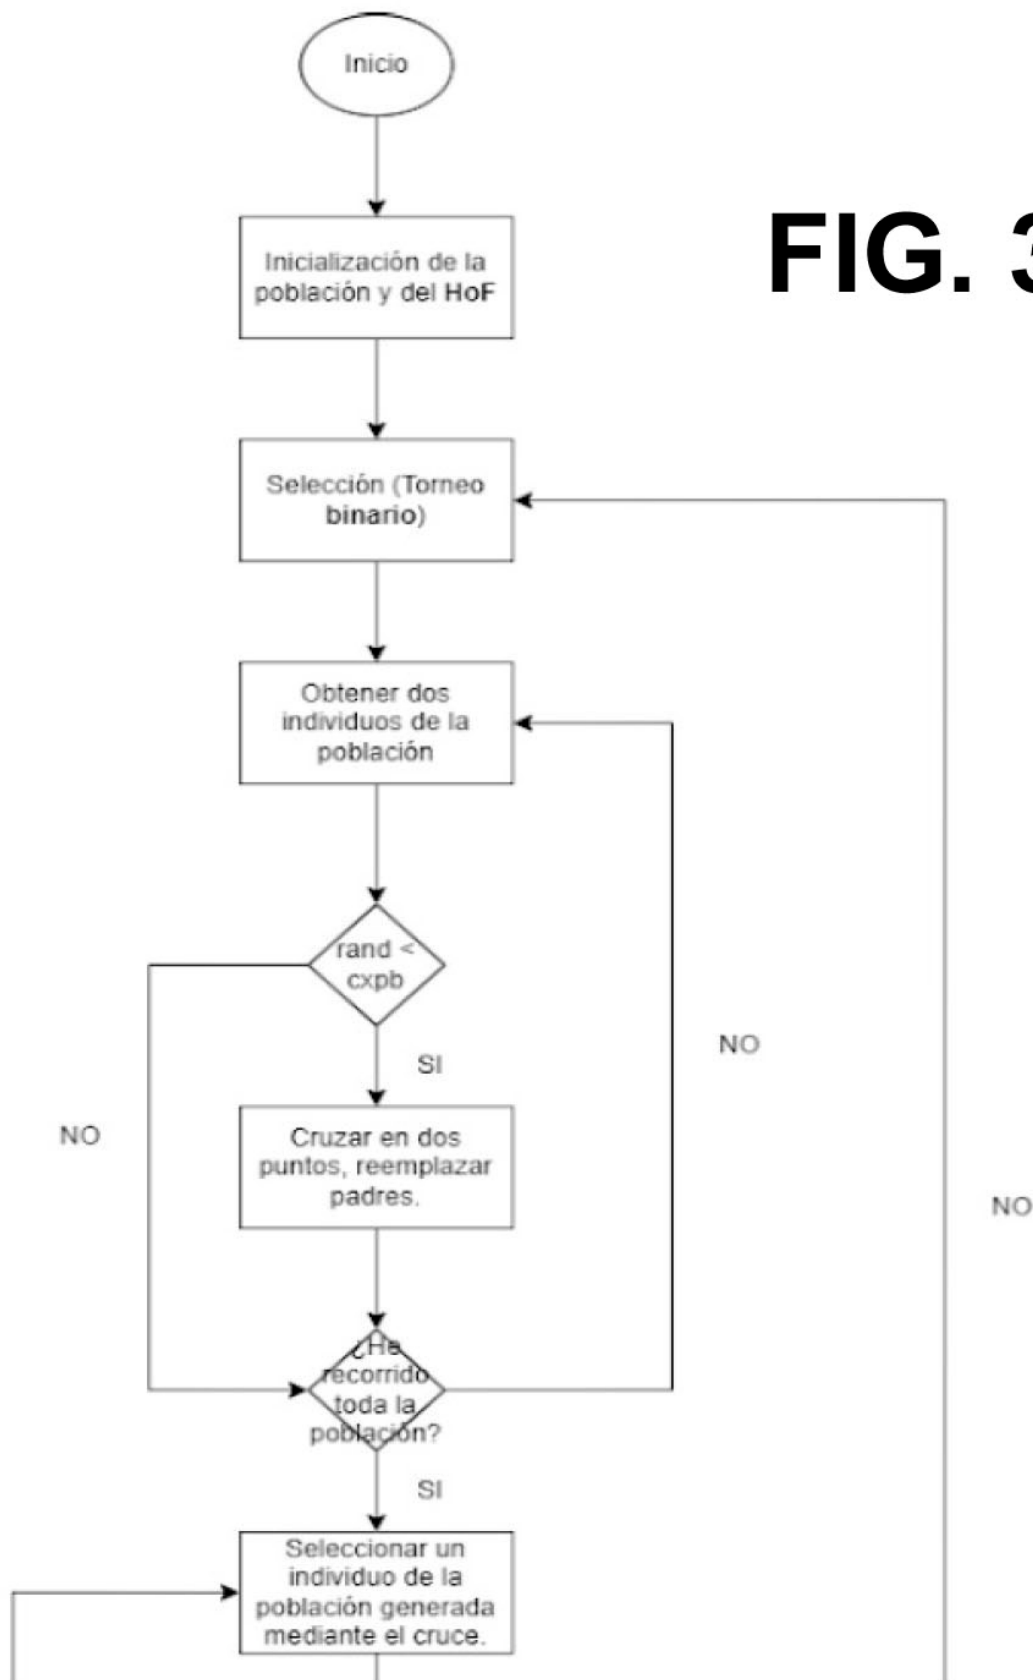 Inicio
FIG. 3
Inicialización de la
población y del HoF
Selección (Torneo
binario)
Obtener dos
individuos de la
población
rand <
cxpb
NO
SI
NO
Cruzar en dos
puntos, reemplazar
padres.
NO
¿He
recorrido
toda la
población?
SI
Seleccionar un
individuo de la
población generada
mediante el cruce.